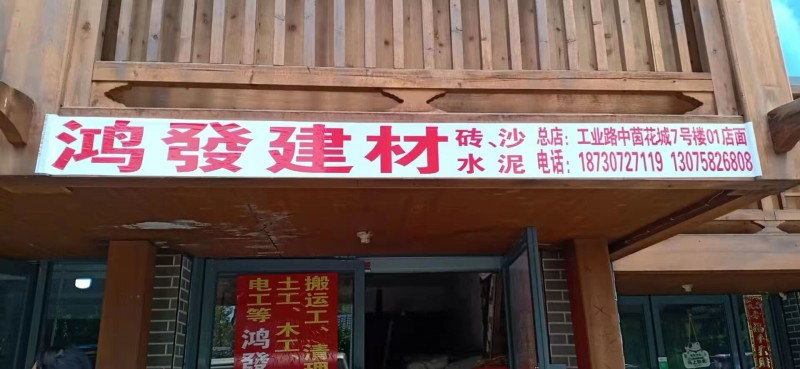 鸿發建材
砖、沙
水泥
总店：工业路中茵花城7号楼01店面
电话：18730727119 13075826808
搬运工、清理
土工、木工
电工等 鸿發